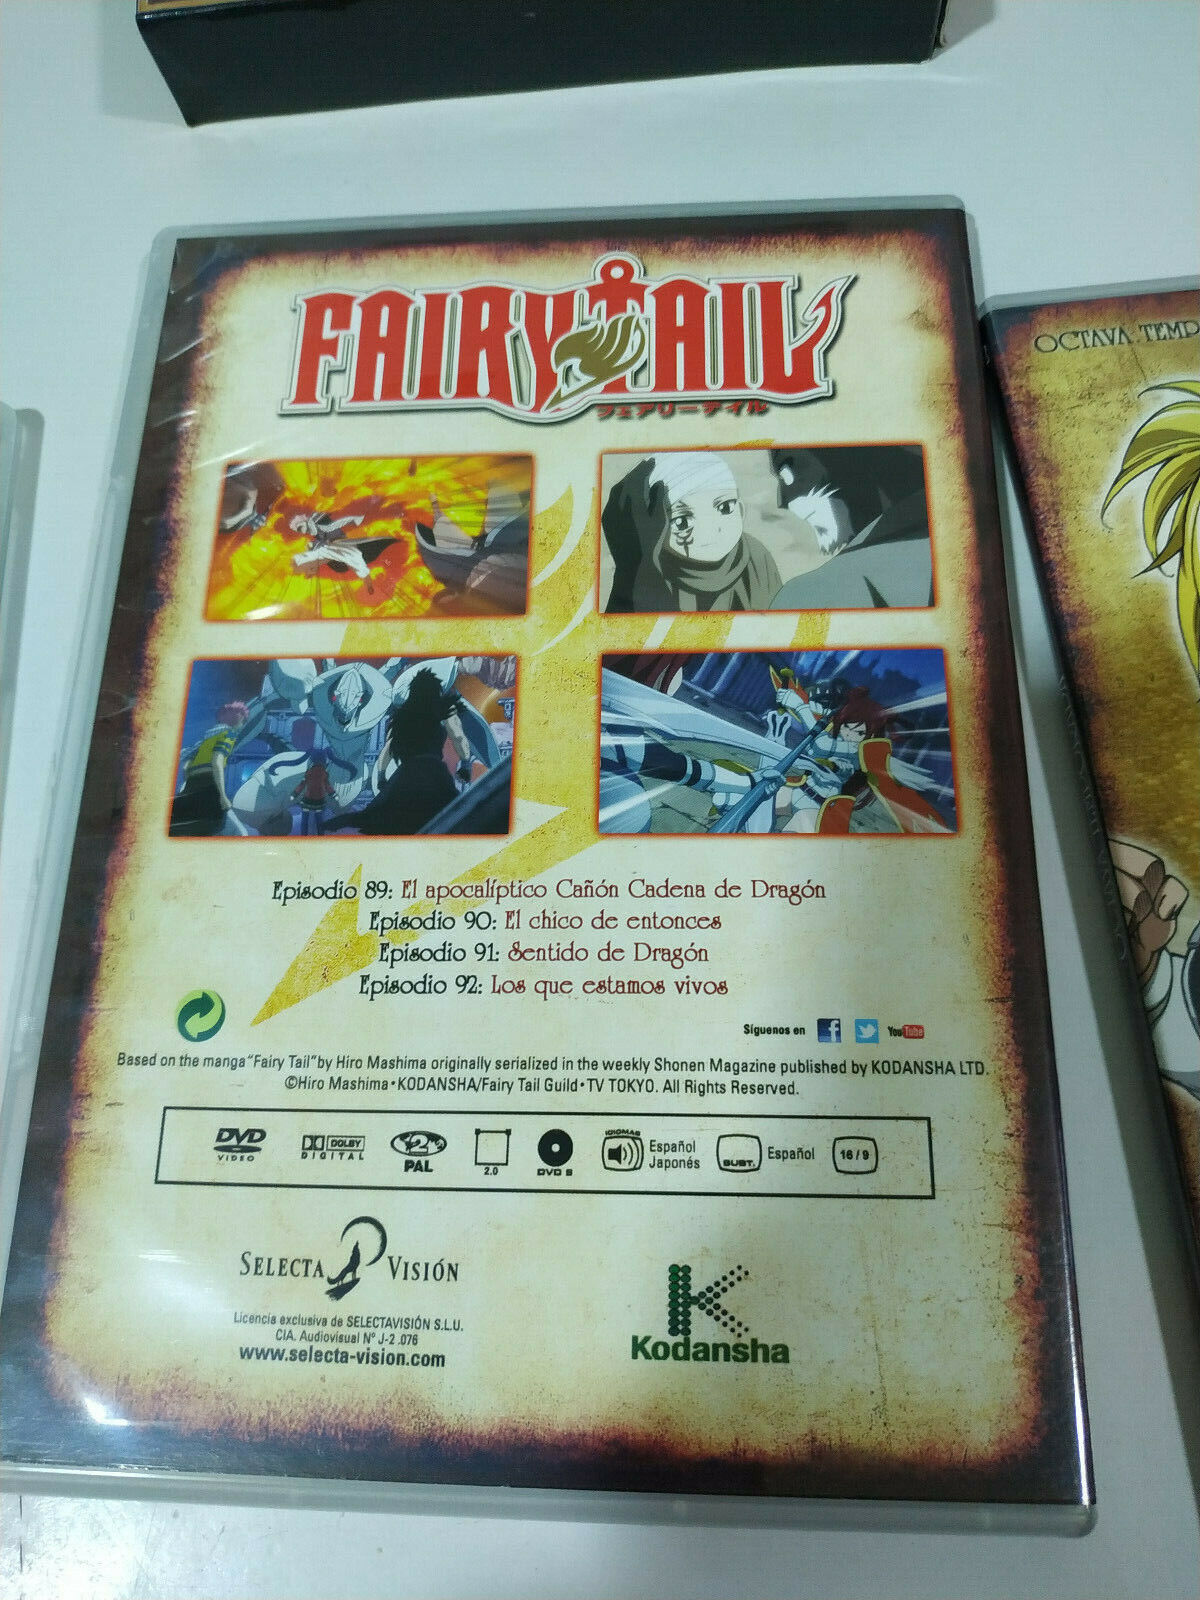 FAIRY TAIL
フェアリーテイル
OCTAVA TEMP
Episodio 89: El apocalíptico Cañón Cadena de Dragón
Episodio 90: El chico de entonces
Episodio 91: Sentido de Dragón
Episodio 92: Los que estamos vivos
Síguenos en f YouTube
Based on the manga"Fairy Tail"by Hiro Mashima originally serialized in the weekly Shonen Magazine published by KODANSHA LTD.
©Hiro Mashima•KODANSHA/Fairy Tail Guild•TV TOKYO. All Rights Reserved.
DVD VIDEO
DOLBY DIGITAL
2 PAL
2.0
DVD 5
IDIOMAS
Español
Japonés
SUBT.
Español
16/9
SELECTA VISIÓN
Licencia exclusiva de SELECTAVISIÓN S.L.U.
CIA. Audiovisual Nº J-2 .076
www.selecta-vision.com
K
Kodansha